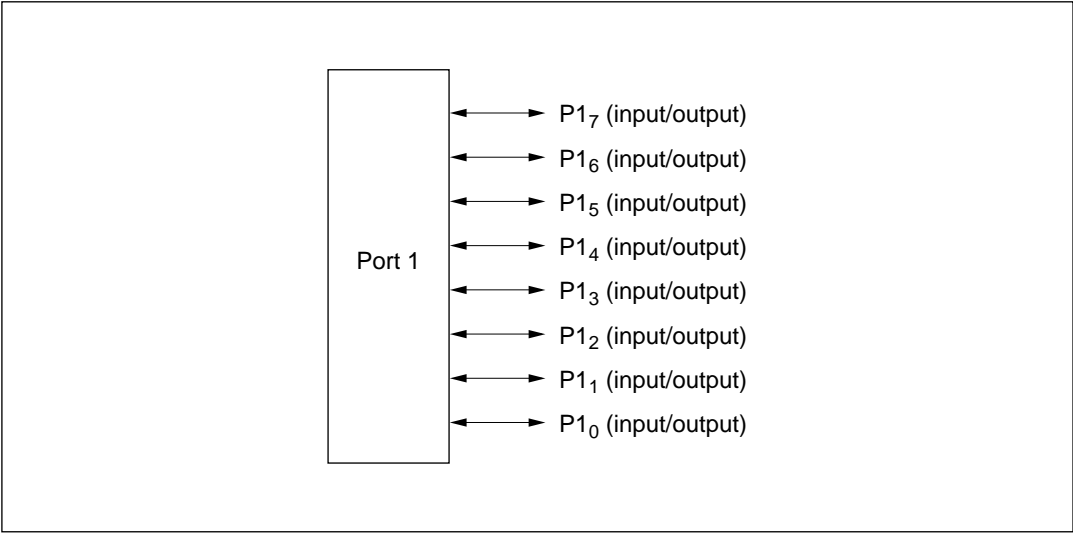 P1₇ (input/output)
P1₆ (input/output)
P1₅ (input/output)
P1₄ (input/output)
Port 1
P1₃ (input/output)
P1₂ (input/output)
P1₁ (input/output)
P1₀ (input/output)